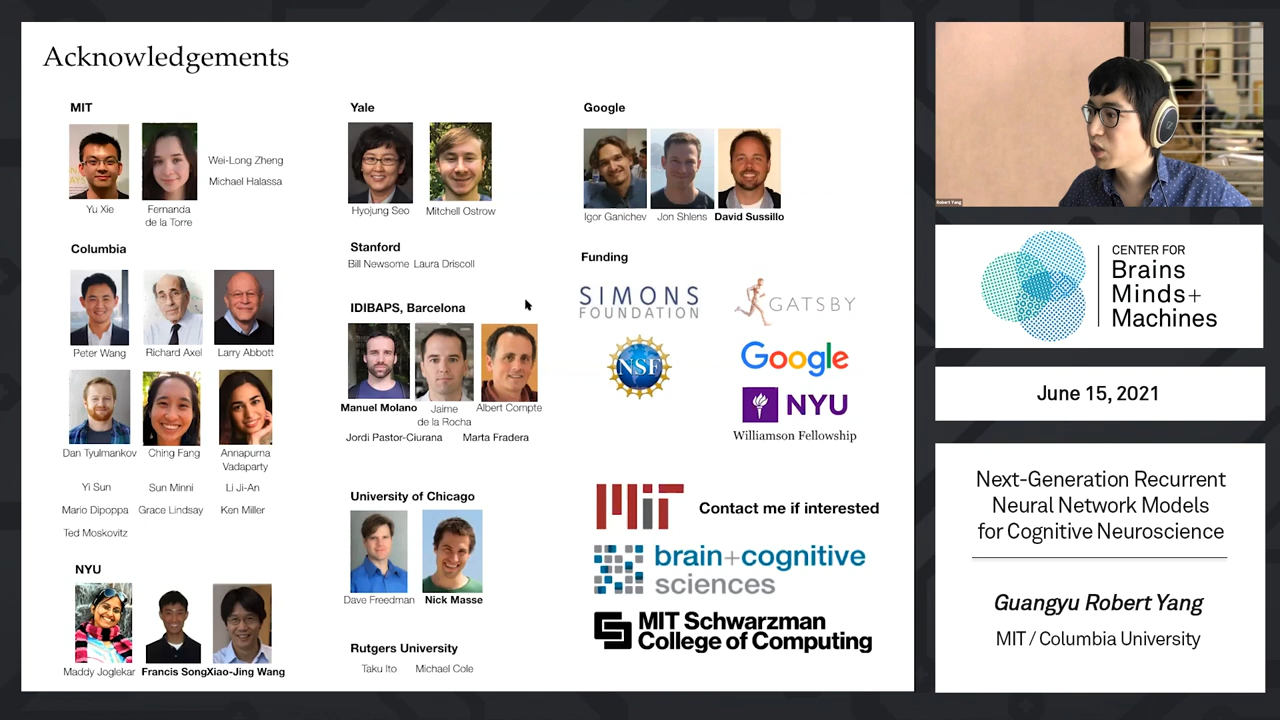 Acknowledgements
MIT
Yu Xie
Fernanda
de la Torre
Wei-Long Zheng
Michael Halassa
Columbia
Peter Wang
Richard Axel
Larry Abbott
Dan Tyulmankov
Ching Fang
Annapurna
Vadaparty
Yi Sun
Sun Minni
Li Ji-An
Mario Dipoppa
Grace Lindsay
Ken Miller
Ted Moskovitz
NYU
Maddy Joglekar
Francis Song
Xiao-Jing Wang
Yale
Hyojung Seo
Mitchell Ostrow
Stanford
Bill Newsome
Laura Driscoll
IDIBAPS, Barcelona
Manuel Molano
Jaime
de la Rocha
Albert Compte
Jordi Pastor-Ciurana
Marta Fradera
University of Chicago
Dave Freedman
Nick Masse
Rutgers University
Taku Ito
Michael Cole
Google
Igor Ganichev
Jon Shlens
David Sussillo
Funding
SIMONS
FOUNDATION
GATSBY
NSF
Google
NYU
Williamson Fellowship
MIT
Contact me if interested
brain+cognitive
sciences
MIT Schwarzman
College of Computing
Robert Yang
CENTER FOR
Brains
Minds+
Machines
June 15, 2021
Next-Generation Recurrent
Neural Network Models
for Cognitive Neuroscience
Guangyu Robert Yang
MIT / Columbia University